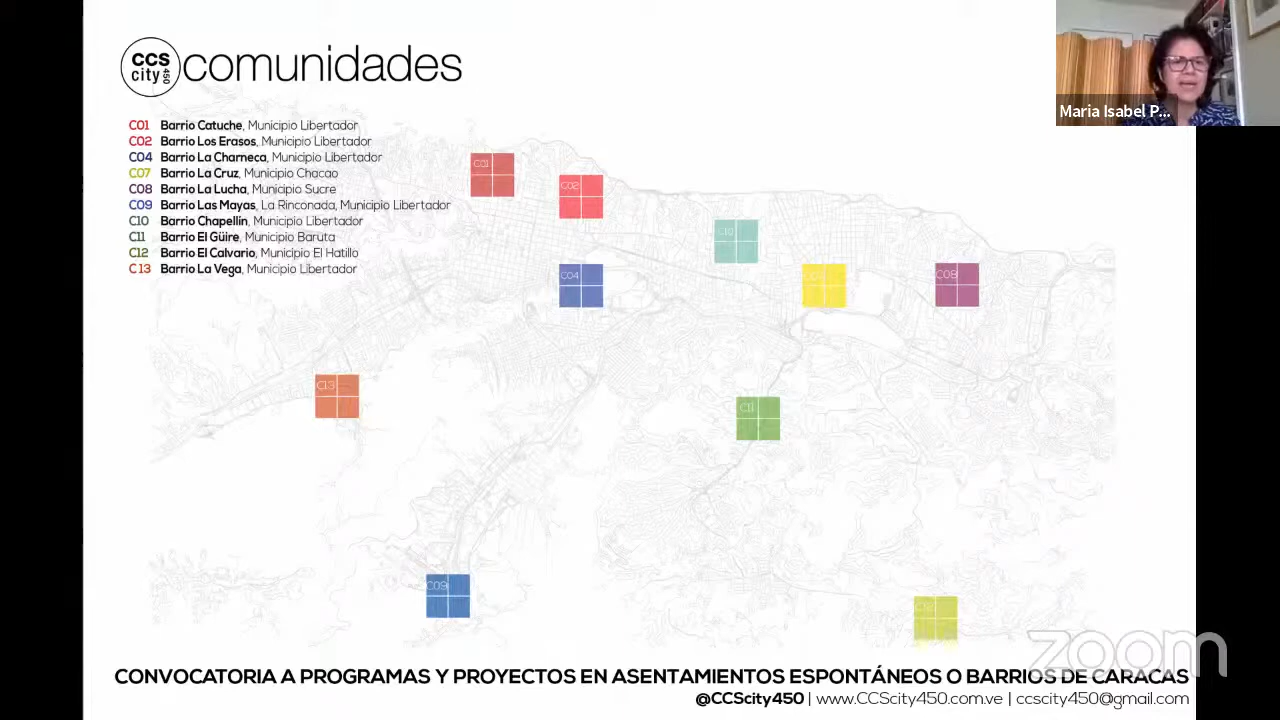 CCS
city 450
comunidades
Maria Isabel P...
C01 Barrio Catuche, Municipio Libertador
C02 Barrio Los Erasos, Municipio Libertador
C04 Barrio La Charneca, Municipio Libertador
C07 Barrio La Cruz, Municipio Chacao
C08 Barrio La Lucha, Municipio Sucre
C09 Barrio Las Mayas, La Rinconada, Municipio Libertador
C10 Barrio Chapellín, Municipio Libertador
C11 Barrio El Güire, Municipio Baruta
C12 Barrio El Calvario, Municipio El Hatillo
C13 Barrio La Vega, Municipio Libertador
C01
C02
C10
C04
C08
C13
C11
C09
zoom
CONVOCATORIA A PROGRAMAS Y PROYECTOS EN ASENTAMIENTOS ESPONTÁNEOS O BARRIOS DE CARACAS
@CCScity450 | www.CCScity450.com.ve | ccscity450@gmail.com